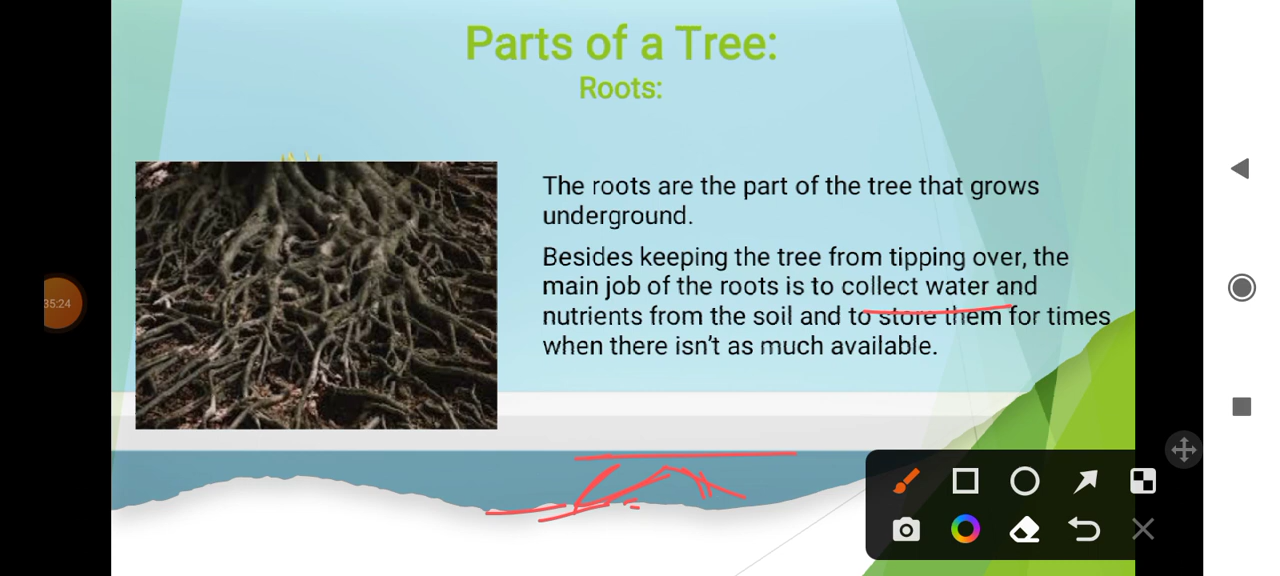 Parts of a Tree:
Roots:
The roots are the part of the tree that grows
underground.
Besides keeping the tree from tipping over, the
main job of the roots is to collect water and
nutrients from the soil and to store them for times
when there isn’t as much available.
35:24